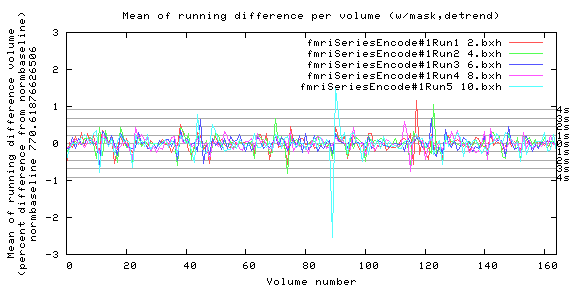 Mean of running difference per volume (w/mask,detrend)
Mean of running difference volume
(percent difference from normbaseline)
normbaseline 770.61876626506
fmriSeriesEncode#1Run1 2.bxh
fmriSeriesEncode#1Run2 4.bxh
fmriSeriesEncode#1Run3 6.bxh
fmriSeriesEncode#1Run4 8.bxh
fmriSeriesEncode#1Run5 10.bxh
3
2
1
0
-1
-2
-3
4s
3s
2s
1s
0s
1s
2s
3s
4s
0 20 40 60 80 100 120 140 160
Volume number